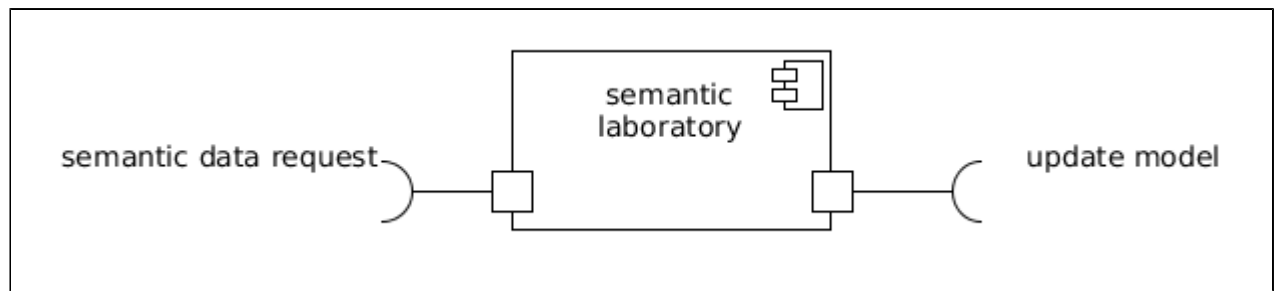 semantic
laboratory
semantic data request
update model